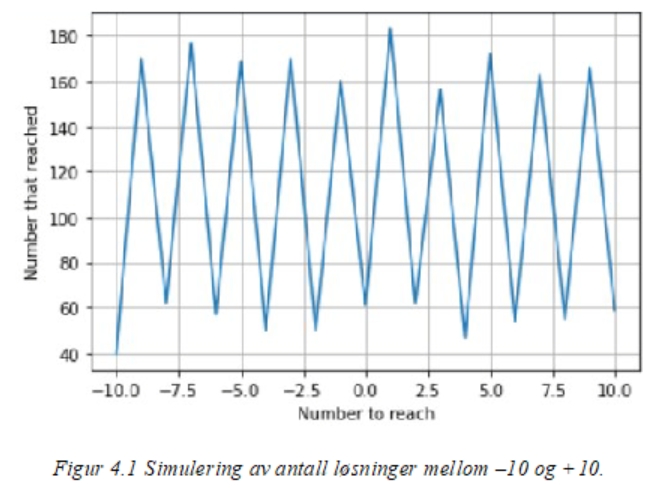 180
160
140
120
100
80
60
40
Number that reached
−10.0 −7.5 −5.0 −2.5 0.0 2.5 5.0 7.5 10.0
Number to reach
Figur 4.1 Simulering av antall løsninger mellom –10 og +10.